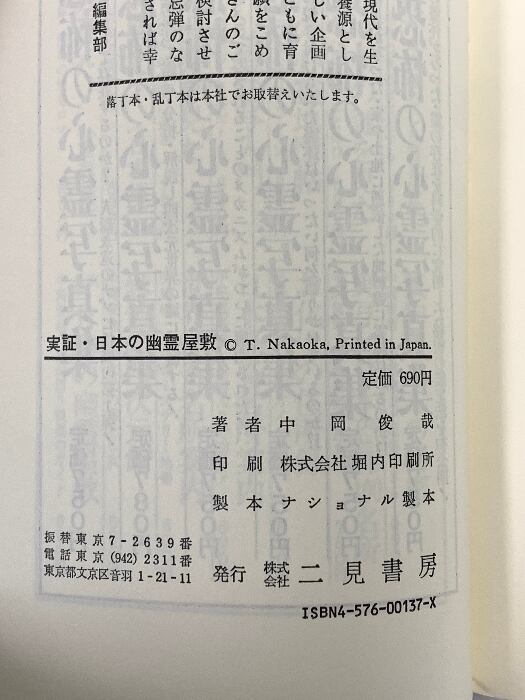 現代を生
養源とし
しい企画
ともに育
願をこめ
さんのご
検討させ
忌弾のな
されば幸
編集部
落丁本・乱丁本は本社でお取替えいたします。
実証・日本の幽霊屋敷 © T. Nakaoka, Printed in Japan.
定価 690円
著者 中岡俊哉
印刷 株式会社 堀内印刷所
製本 ナショナル製本
振替東京7-2639番
電話東京(942)2311番
東京都文京区音羽1-21-11
発行 株式会社 二見書房
ISBN4-576-00137-X